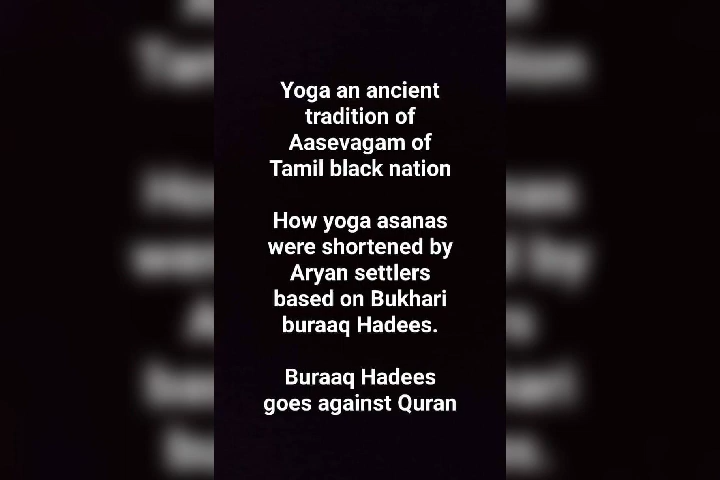 Yoga an ancient
tradition of
Aasevagam of
Tamil black nation
How yoga asanas
were shortened by
Aryan settlers
based on Bukhari
buraaq Hadees.
Buraaq Hadees
goes against Quran